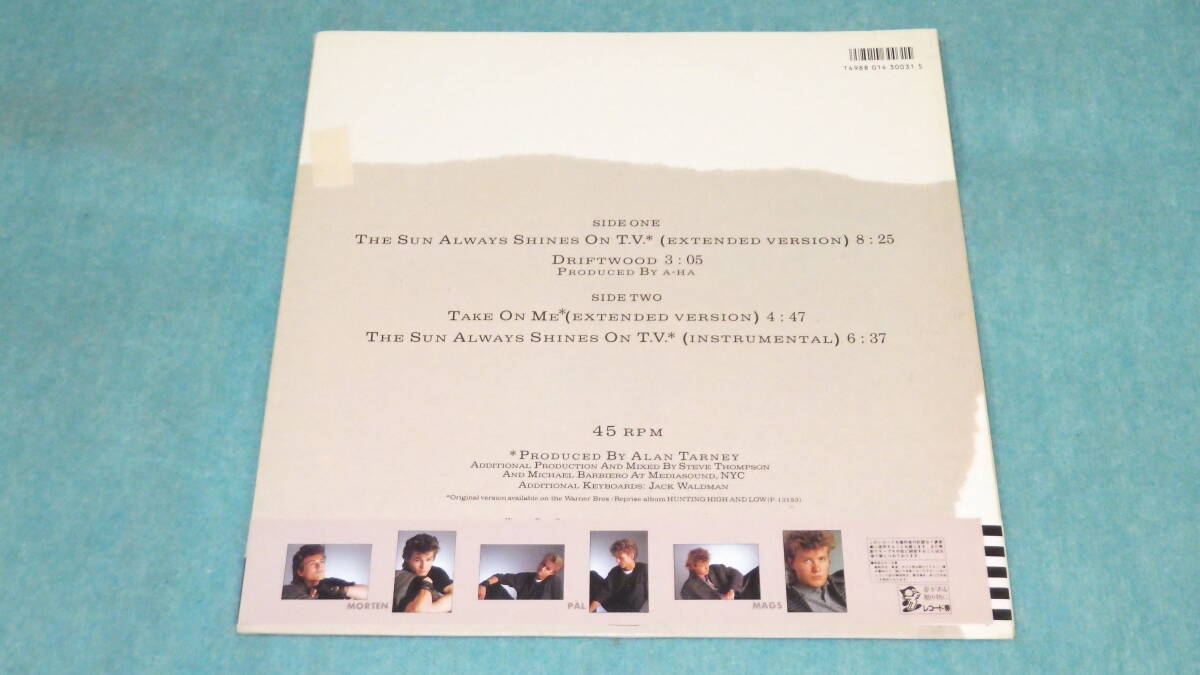 T4988 014 30031 5
SIDE ONE
THE SUN ALWAYS SHINES ON T.V.* (EXTENDED VERSION) 8 : 25
DRIFTWOOD 3 : 05
PRODUCED BY A-HA
SIDE TWO
TAKE ON ME*(EXTENDED VERSION) 4 : 47
THE SUN ALWAYS SHINES ON T.V.* (INSTRUMENTAL) 6 : 37
45 RPM
*PRODUCED BY ALAN TARNEY
ADDITIONAL PRODUCTION AND MIXED BY STEVE THOMPSON
AND MICHAEL BARBIERO AT MEDIASOUND, NYC
ADDITIONAL KEYBOARDS: JACK WALDMAN
*Original version available on the Warner Bros./Reprise album HUNTING HIGH AND LOW (P-13153)
MORTEN
PÅL
MAGS
レコード券